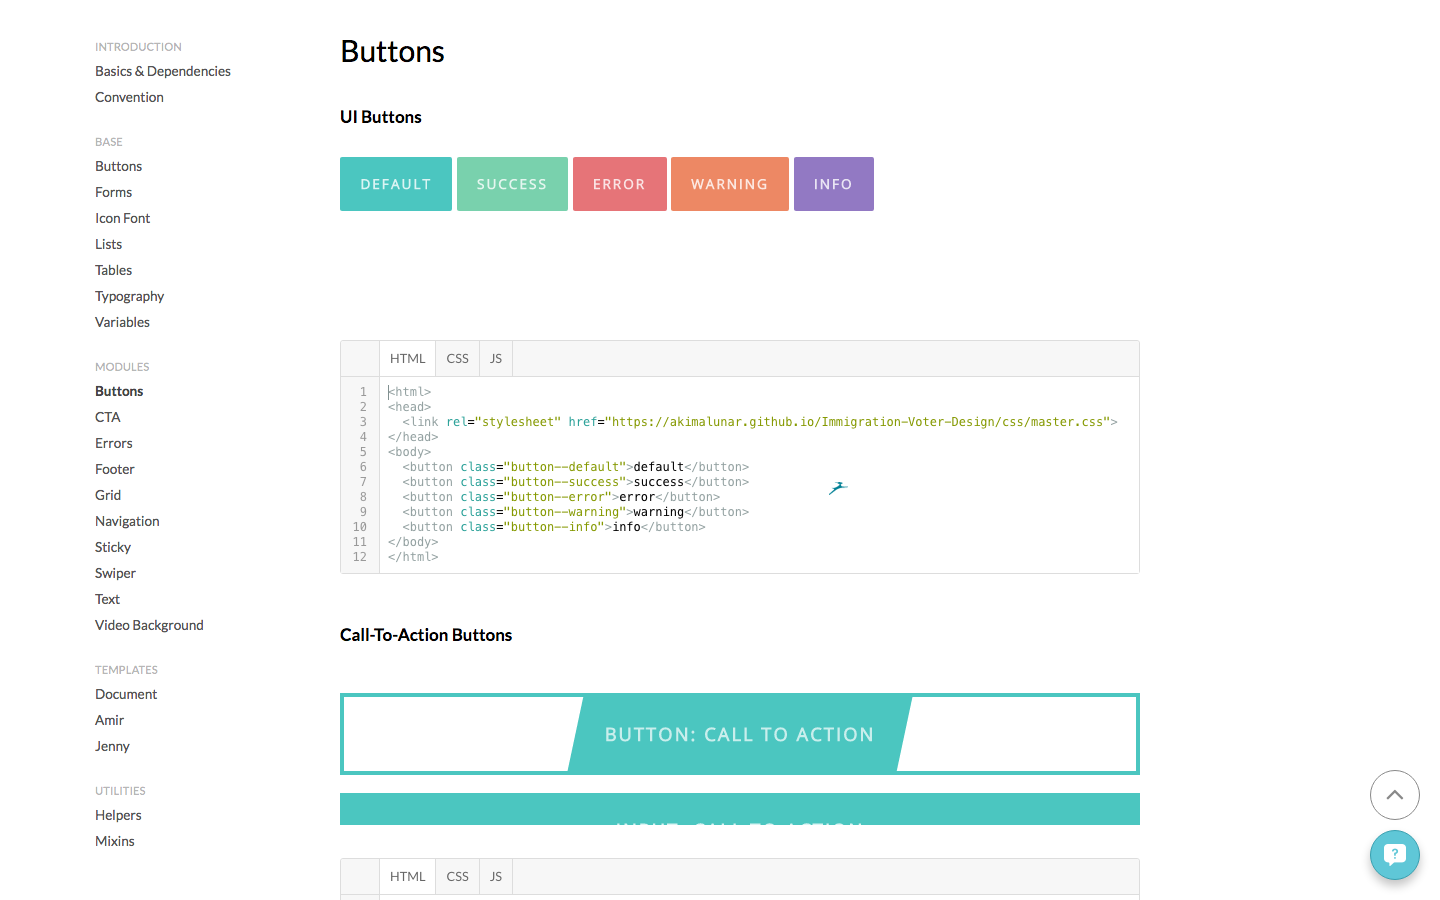 INTRODUCTION
Basics & Dependencies
Convention
BASE
Buttons
Forms
Icon Font
Lists
Tables
Typography
Variables
MODULES
Buttons
CTA
Errors
Footer
Grid
Navigation
Sticky
Swiper
Text
Video Background
TEMPLATES
Document
Amir
Jenny
UTILITIES
Helpers
Mixins
Buttons
UI Buttons
DEFAULT SUCCESS ERROR WARNING INFO
HTML CSS JS
1 <html>
2 <head>
3 <link rel="stylesheet" href="https://akimalunar.github.io/Immigration-Voter-Design/css/master.css">
4 </head>
5 <body>
6 <button class="button--default">default</button>
7 <button class="button--success">success</button>
8 <button class="button--error">error</button>
9 <button class="button--warning">warning</button>
10 <button class="button--info">info</button>
11 </body>
12 </html>
Call-To-Action Buttons
BUTTON: CALL TO ACTION
INPUT: CALL TO ACTION
HTML CSS JS
?